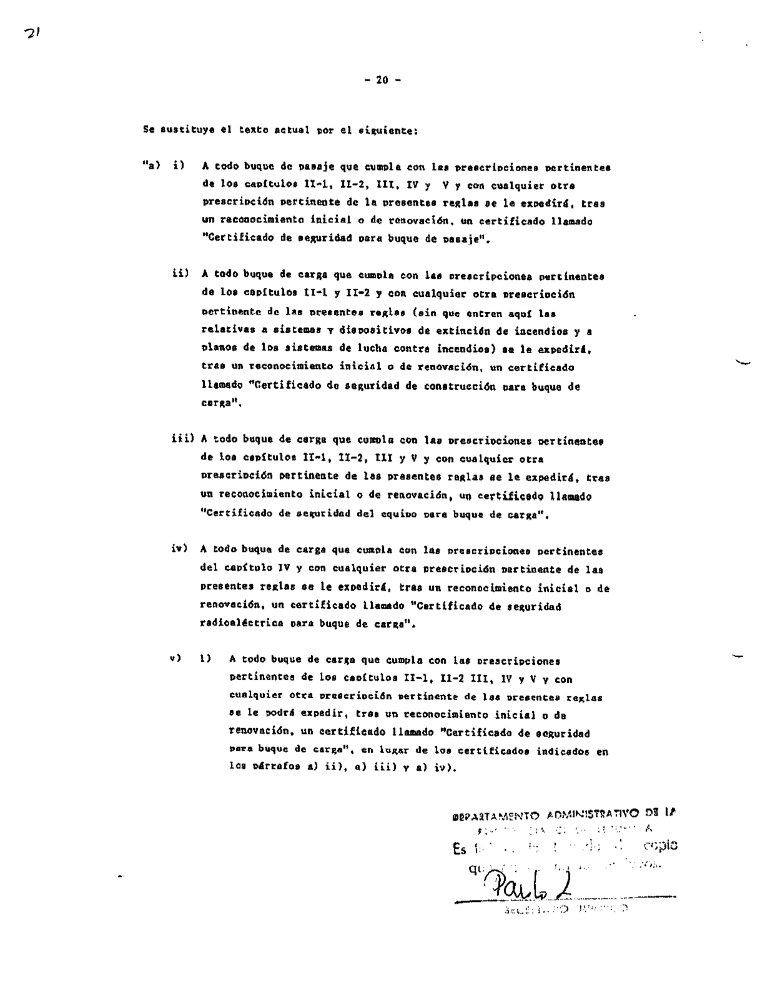 21
- 20 -
Se sustituye el texto actual por el siguiente:
"a) i) A todo buque de pasaje que cumpla con las prescripciones pertinentes
de los capítulos II-1, II-2, III, IV y V y con cualquier otra
prescripción pertinente de la presentes reglas se le expedirá, tras
un reconocimiento inicial o de renovación, un certificado llamado
"Certificado de seguridad para buque de pasaje".
ii) A todo buque de carga que cumpla con las prescripciones pertinentes
de los capítulos II-1 y II-2 y con cualquier otra prescripción
pertinente de las presentes reglas (sin que entren aquí las
relativas a sistemas y dispositivos de extinción de incendios y a
planos de los sistemas de lucha contra incendios) se le expedirá,
tras un reconocimiento inicial o de renovación, un certificado
llamado "Certificado de seguridad de construcción para buque de
carga".
iii) A todo buque de carga que cumpla con las prescripciones pertinentes
de los capítulos II-1, II-2, III y V y con cualquier otra
prescripción pertinente de las presentes reglas se le expedirá, tras
un reconocimiento inicial o de renovación, un certificado llamado
"Certificado de seguridad del equipo para buque de carga".
iv) A todo buque de carga que cumpla con las prescripciones pertinentes
del capítulo IV y con cualquier otra prescripción pertinente de las
presentes reglas se le expedirá, tras un reconocimiento inicial o de
renovación, un certificado llamado "Certificado de seguridad
radioeléctrica para buque de carga".
v) 1) A todo buque de carga que cumpla con las prescripciones
pertinentes de los capítulos II-1, II-2 III, IV y V y con
cualquier otra prescripción pertinente de las presentes reglas
se le podrá expedir, tras un reconocimiento inicial o de
renovación, un certificado llamado "Certificado de seguridad
para buque de carga", en lugar de los certificados indicados en
los párrafos a) ii), a) iii) y a) iv).
DEPARTAMENTO ADMINISTRATIVO DE LA
Es copia